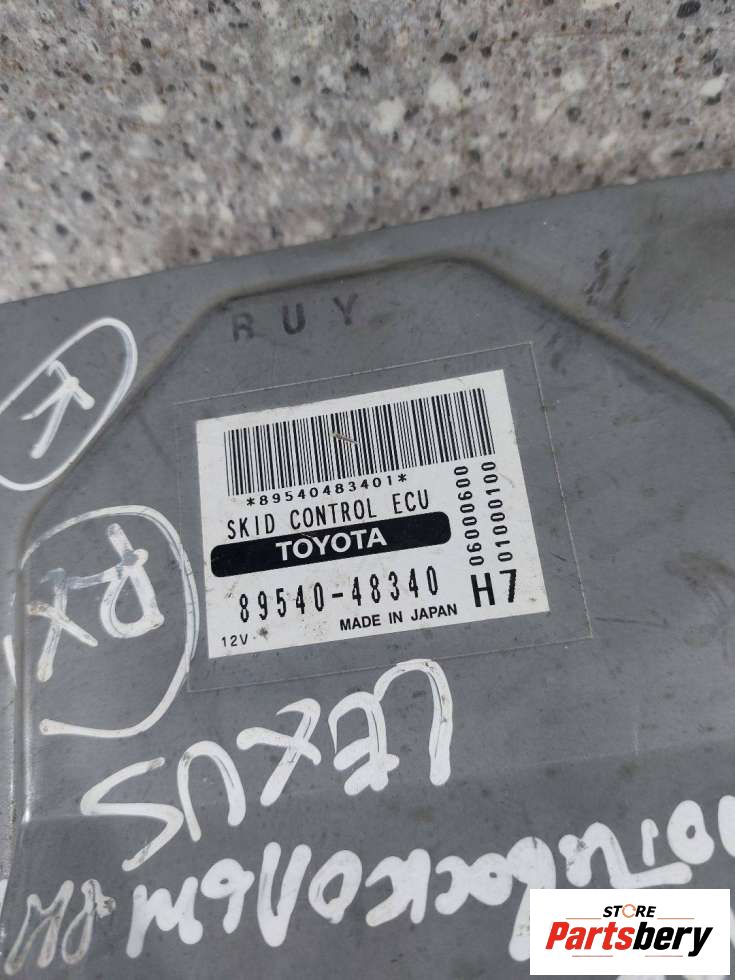 RUY
*89540483401*
SKID CONTROL ECU
TOYOTA
89540-48340
12V
MADE IN JAPAN
H7
06000600
01000100
K
RX
LEXUS
STORE
Partsbery